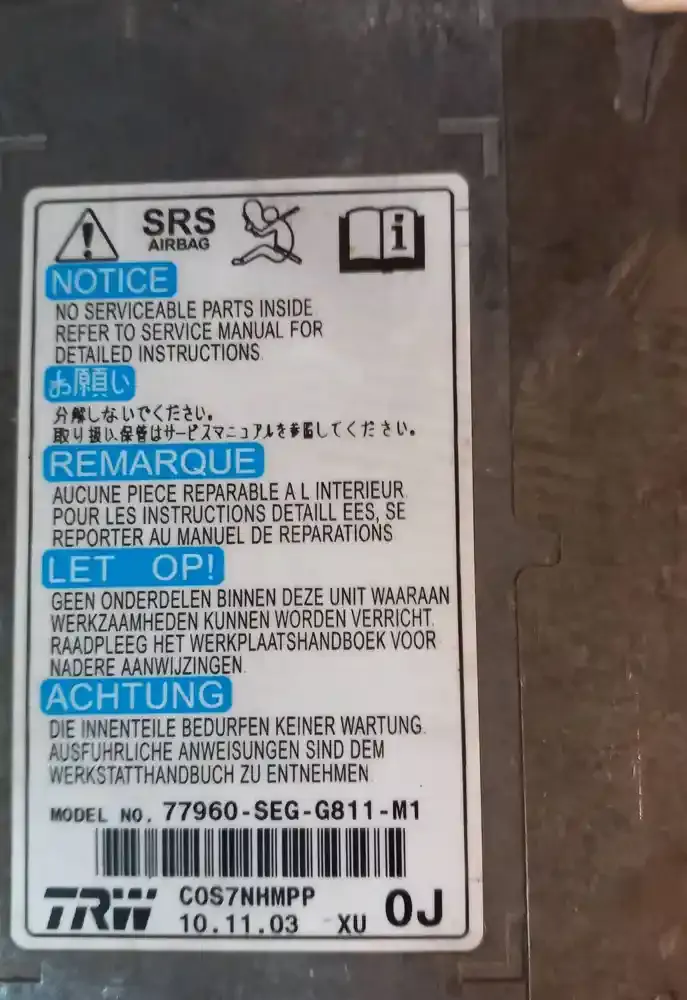 SRS
AIRBAG
i
NOTICE
NO SERVICEABLE PARTS INSIDE
REFER TO SERVICE MANUAL FOR
DETAILED INSTRUCTIONS.
お願い
分解しないでください。
取り扱い保管はサービスマニュアルを参照してください。
REMARQUE
AUCUNE PIECE REPARABLE A L INTERIEUR.
POUR LES INSTRUCTIONS DETAILL EES, SE
REPORTER AU MANUEL DE REPARATIONS
LET OP!
GEEN ONDERDELEN BINNEN DEZE UNIT WAARAAN
WERKZAAMHEDEN KUNNEN WORDEN VERRICHT.
RAADPLEEG HET WERKPLAATSHANDBOEK VOOR
NADERE AANWIJZINGEN.
ACHTUNG
DIE INNENTEILE BEDURFEN KEINER WARTUNG.
AUSFUHRLICHE ANWEISUNGEN SIND DEM
WERKSTATTHANDBUCH ZU ENTNEHMEN.
MODEL NO. 77960-SEG-G811-M1
TRW COS7NHMPP
10.11.03 XU 0J